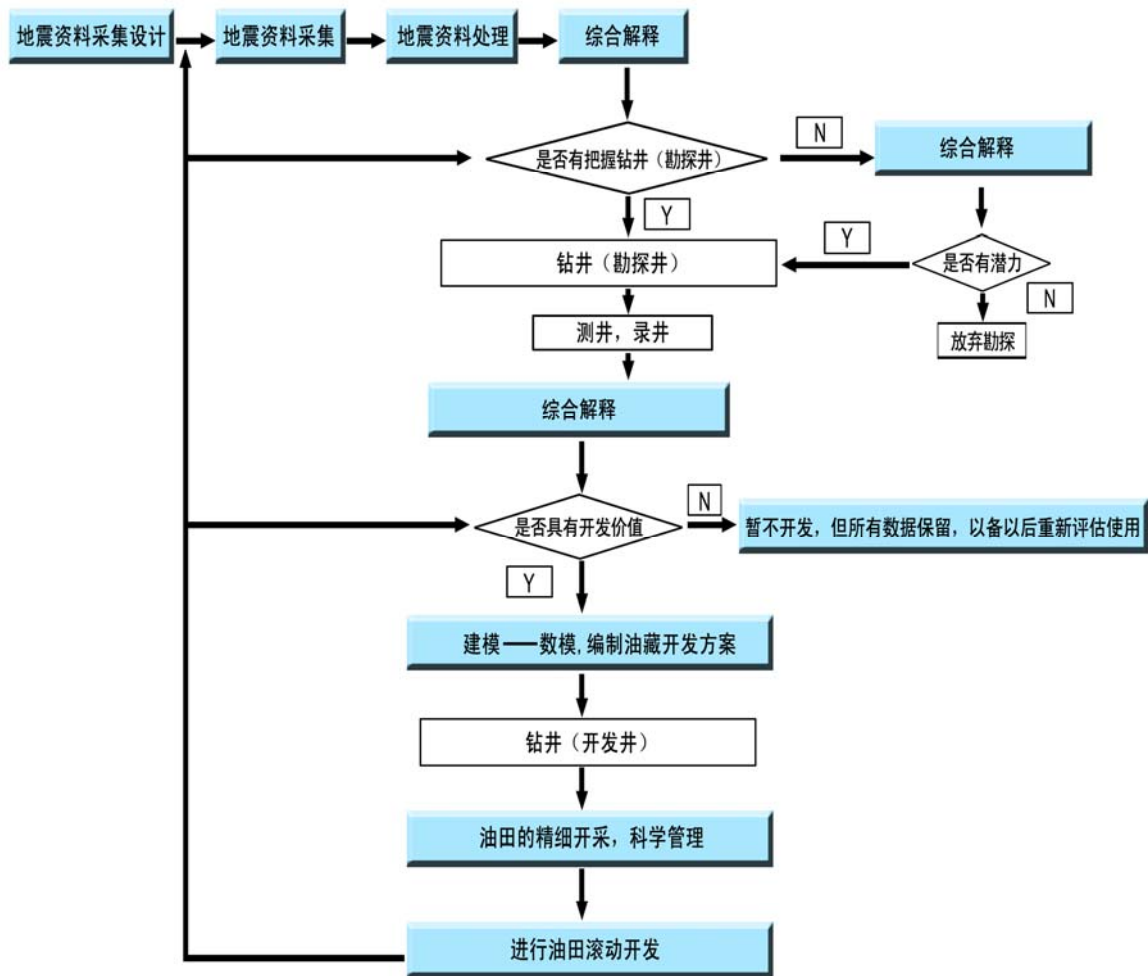 地震资料采集设计
地震资料采集
地震资料处理
综合解释
是否有把握钻井（勘探井）
N
综合解释
Y
钻井（勘探井）
Y
是否有潜力
N
放弃勘探
测井，录井
综合解释
是否具有开发价值
N
暂不开发，但所有数据保留，以备以后重新评估使用
Y
建模——数模,编制油藏开发方案
钻井（开发井）
油田的精细开采，科学管理
进行油田滚动开发